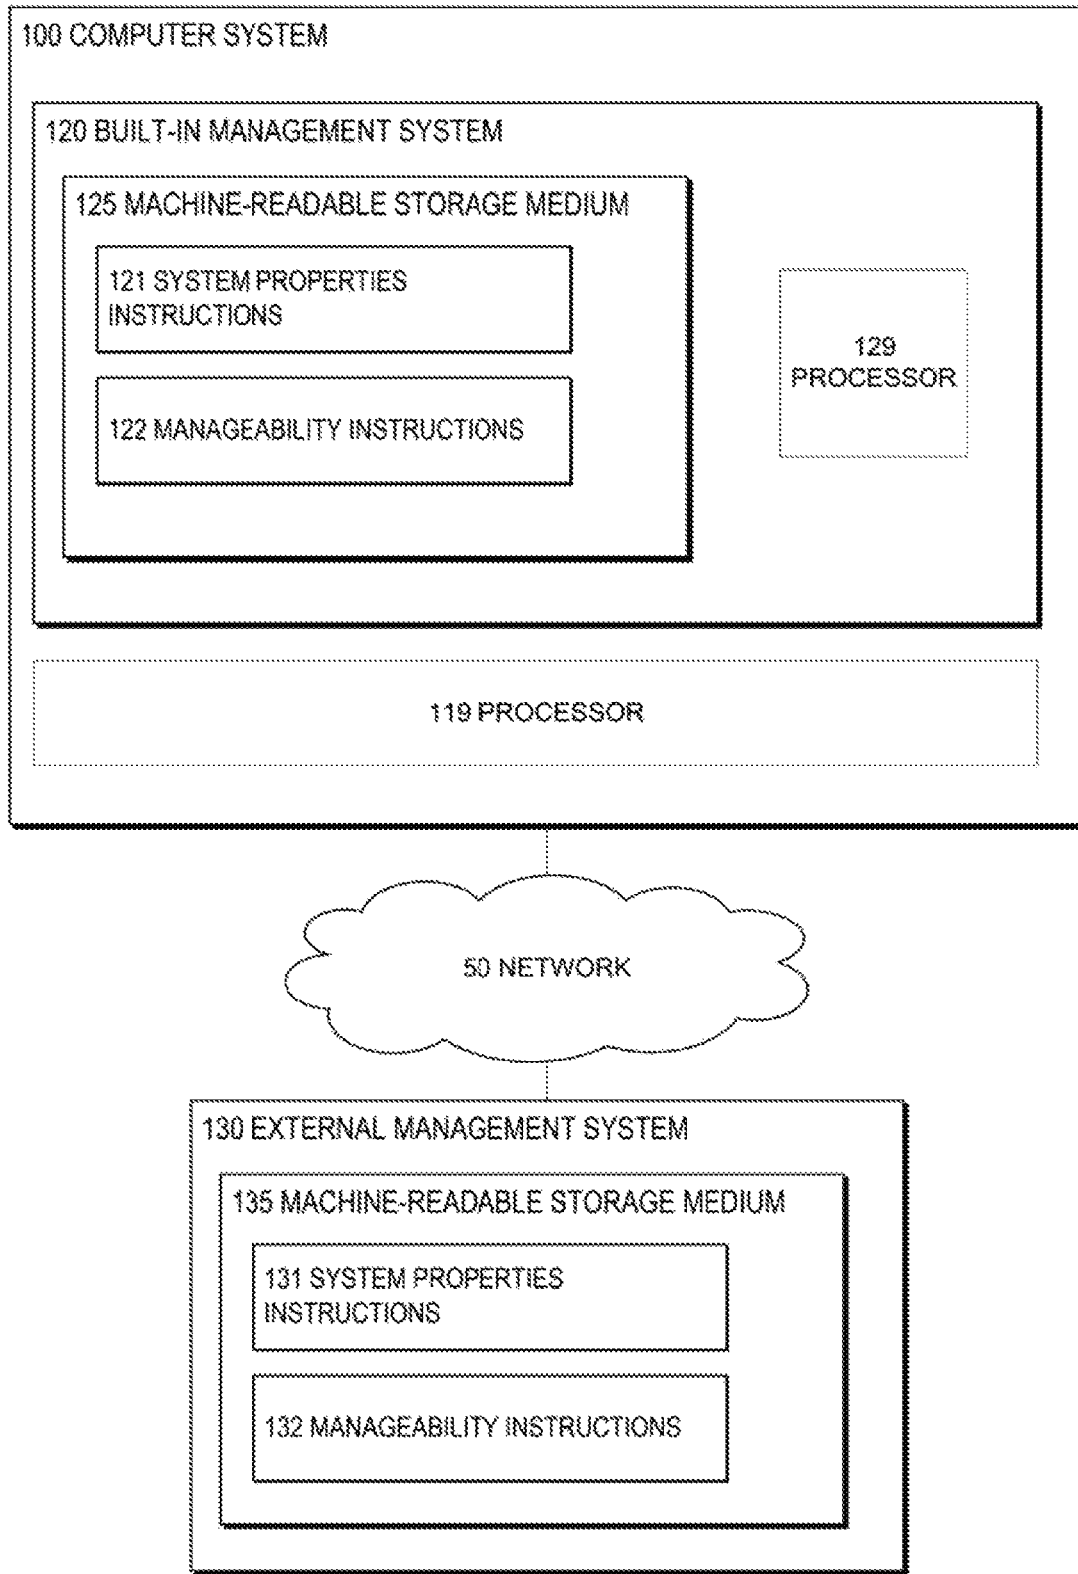 100 COMPUTER SYSTEM
120 BUILT-IN MANAGEMENT SYSTEM
125 MACHINE-READABLE STORAGE MEDIUM
121 SYSTEM PROPERTIES
INSTRUCTIONS
122 MANAGEABILITY INSTRUCTIONS
129
PROCESSOR
119 PROCESSOR
50 NETWORK
130 EXTERNAL MANAGEMENT SYSTEM
135 MACHINE-READABLE STORAGE MEDIUM
131 SYSTEM PROPERTIES
INSTRUCTIONS
132 MANAGEABILITY INSTRUCTIONS